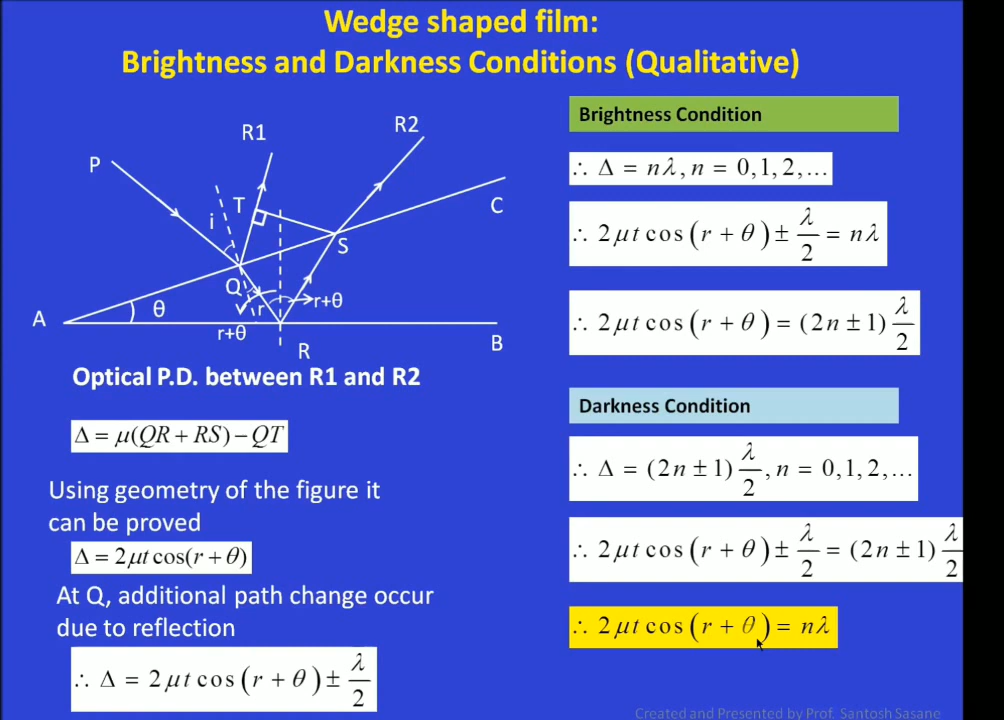 Wedge shaped film:
Brightness and Darkness Conditions (Qualitative)
R1
R2
P
T
C
i
S
Q
A
θ
r
r+θ
r+θ
R
B
Optical P.D. between R1 and R2
Δ = μ(QR + RS) − QT
Using geometry of the figure it
can be proved
Δ = 2μt cos(r + θ)
At Q, additional path change occur
due to reflection
∴ Δ = 2μt cos(r + θ) ± λ/2
Brightness Condition
∴ Δ = nλ, n = 0,1,2,...
∴ 2μt cos(r + θ) ± λ/2 = nλ
∴ 2μt cos(r + θ) = (2n ± 1) λ/2
Darkness Condition
∴ Δ = (2n ± 1) λ/2, n = 0,1,2,...
∴ 2μt cos(r + θ) ± λ/2 = (2n ± 1) λ/2
∴ 2μt cos(r + θ) = nλ
Created and Presented by Prof. Santosh Sasane